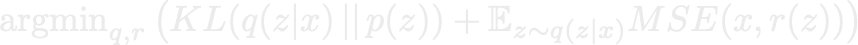 argmin_{q,r} (KL(q(z|x) || p(z)) + 𝔼_{z∼q(z|x)} MSE(x, r(z)))